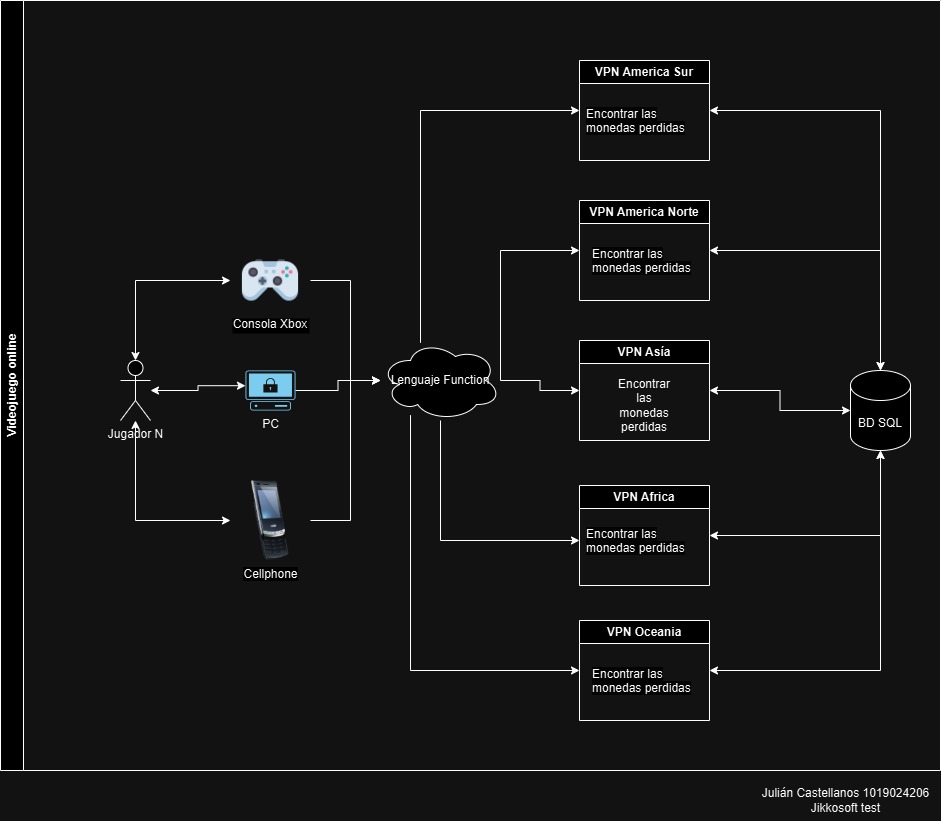 Videojuego online
VPN America Sur
Encontrar las
monedas perdidas
VPN America Norte
Encontrar las
monedas perdidas
Consola Xbox
VPN Asía
Encontrar
las
monedas
perdidas
Lenguaje Function
PC
Jugador N
BD SQL
VPN Africa
Encontrar las
monedas perdidas
Cellphone
VPN Oceania
Encontrar las
monedas perdidas
Julián Castellanos 1019024206
Jikkosoft test